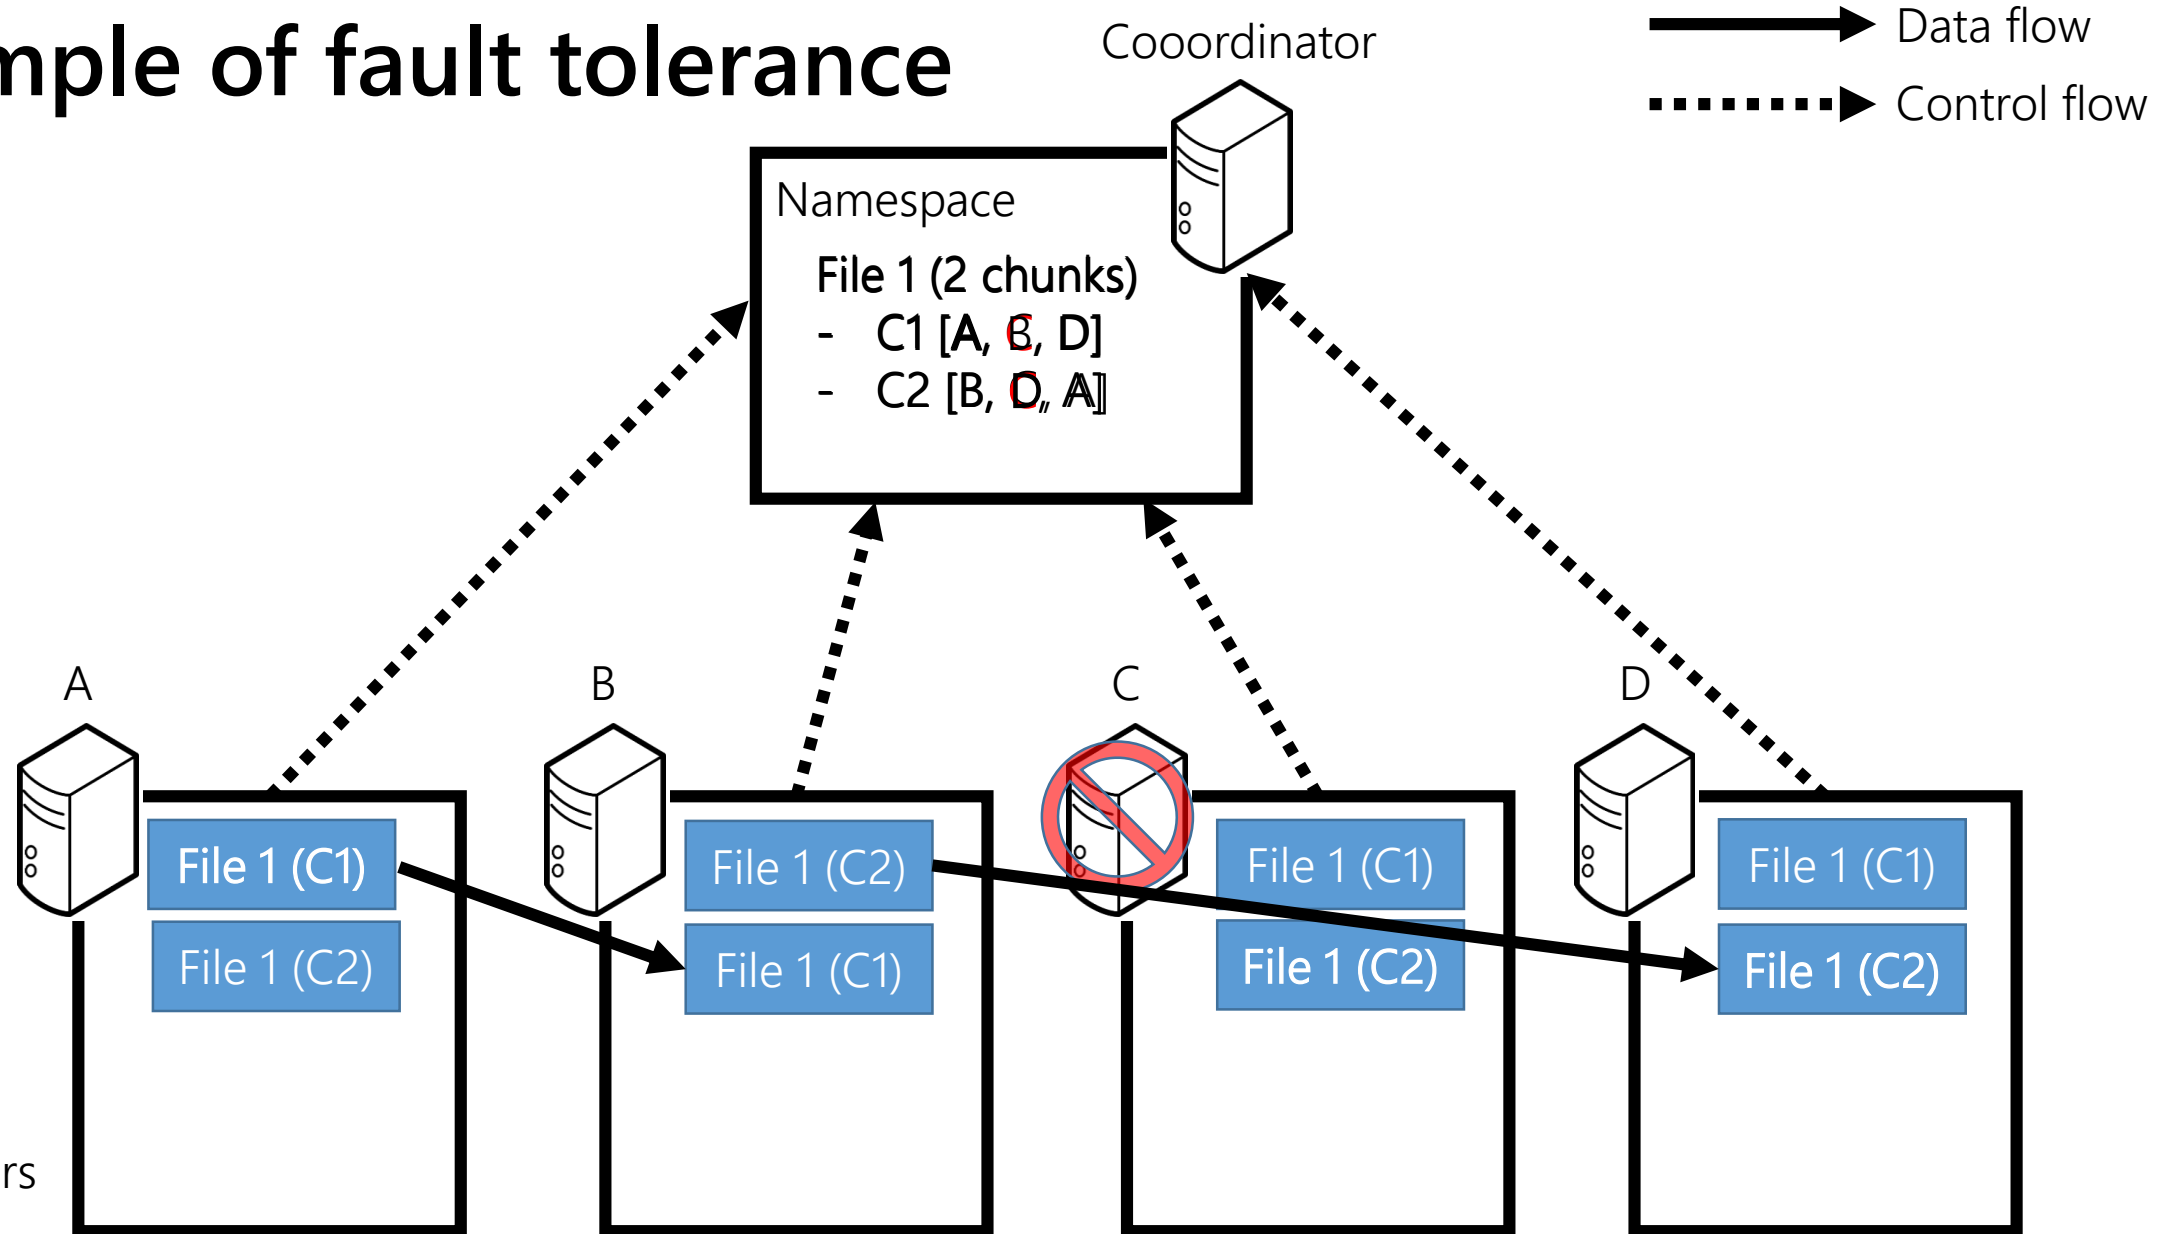 mple of fault tolerance
Cooordinator
Data flow
Control flow
Namespace
File 1 (2 chunks)
- C1 [A, B, D]
- C2 [B, D, A]
A
B
C
D
File 1 (C1)
File 1 (C2)
File 1 (C1)
File 1 (C1)
File 1 (C2)
File 1 (C1)
File 1 (C2)
File 1 (C2)
rs